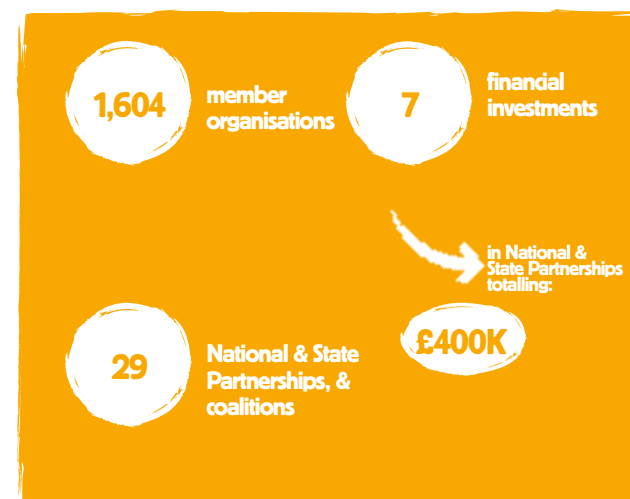 1,604
member
organisations
7
financial
investments
in National &
State Partnerships
totalling:
£400K
29
National & State
Partnerships, &
coalitions